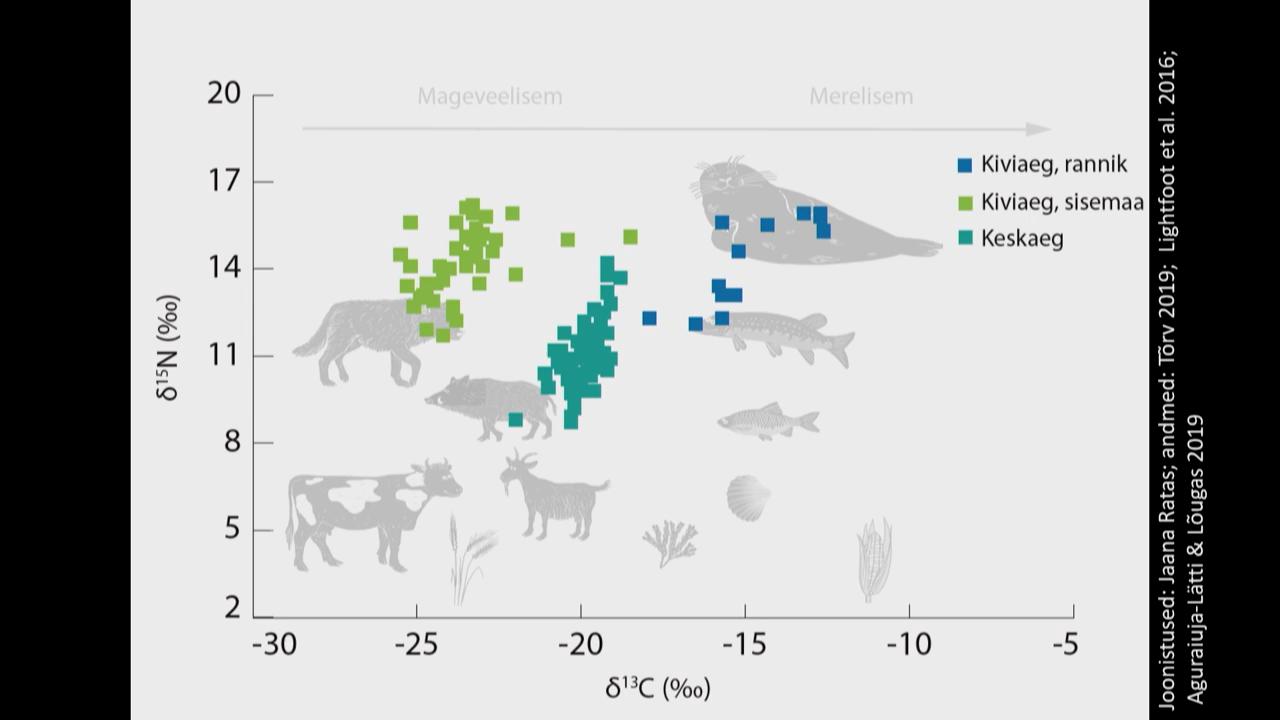 20
Mageveelisem
Merelisem
17
14
11
8
5
2
Kiviaeg, rannik
Kiviaeg, sisemaa
Keskaeg
δ¹⁵N (‰)
-30
-25
-20
-15
-10
-5
δ¹³C (‰)
Joonistused: Jaana Ratas; andmed: Tõrv 2019; Lightfoot et al. 2016;
Aguraiuja-Lätti & Lõugas 2019